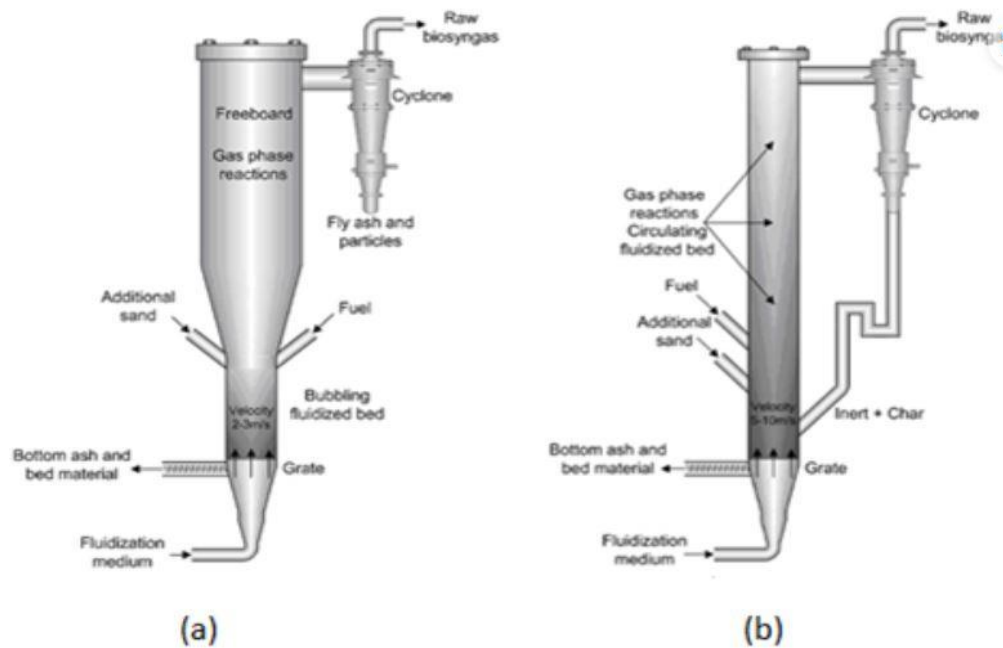 Raw
biosyngas
Cyclone
Freeboard
Gas phase
reactions
Fly ash and
particles
Additional
sand
Fuel
Velocity
2-3m/s
Bubbling
fluidized bed
Bottom ash and
bed material
Grate
Fluidization
medium
(a)
Raw
biosynga
Cyclone
Gas phase
reactions
Circulating
fluidized bed
Fuel
Additional
sand
Velocity
5-10m/s
Inert + Char
Bottom ash and
bed material
Grate
Fluidization
medium
(b)